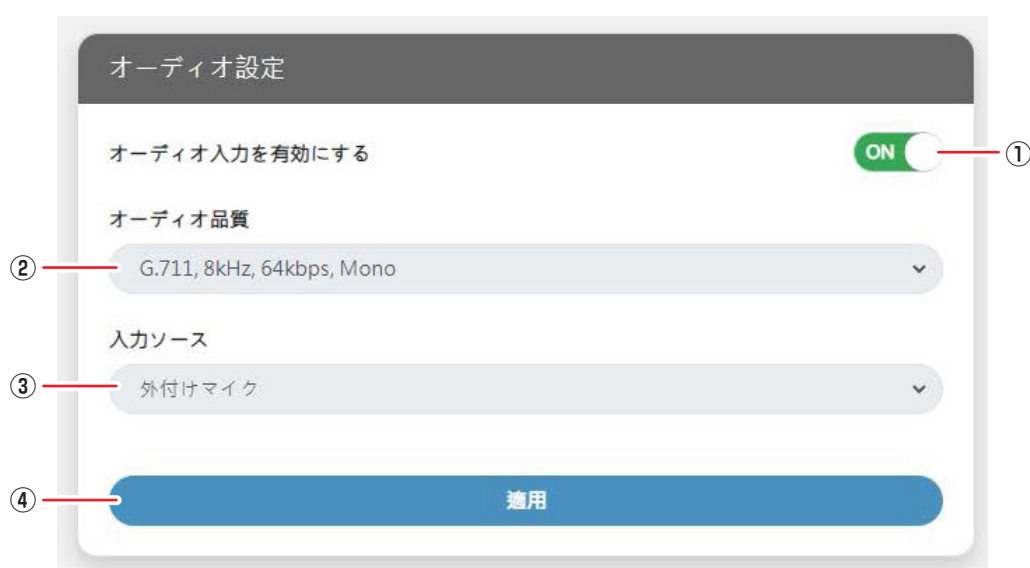 オーディオ設定
オーディオ入力を有効にする ON ①
オーディオ品質
② G.711, 8kHz, 64kbps, Mono
入力ソース
③ 外付けマイク
④ 適用